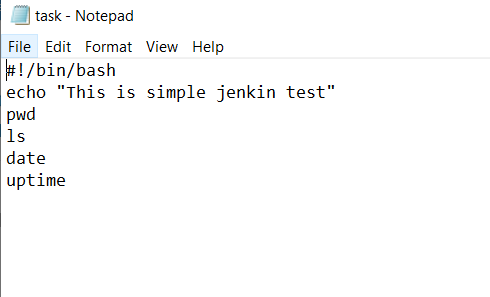 task - Notepad
File Edit Format View Help
#!/bin/bash
echo "This is simple jenkin test"
pwd
ls
date
uptime